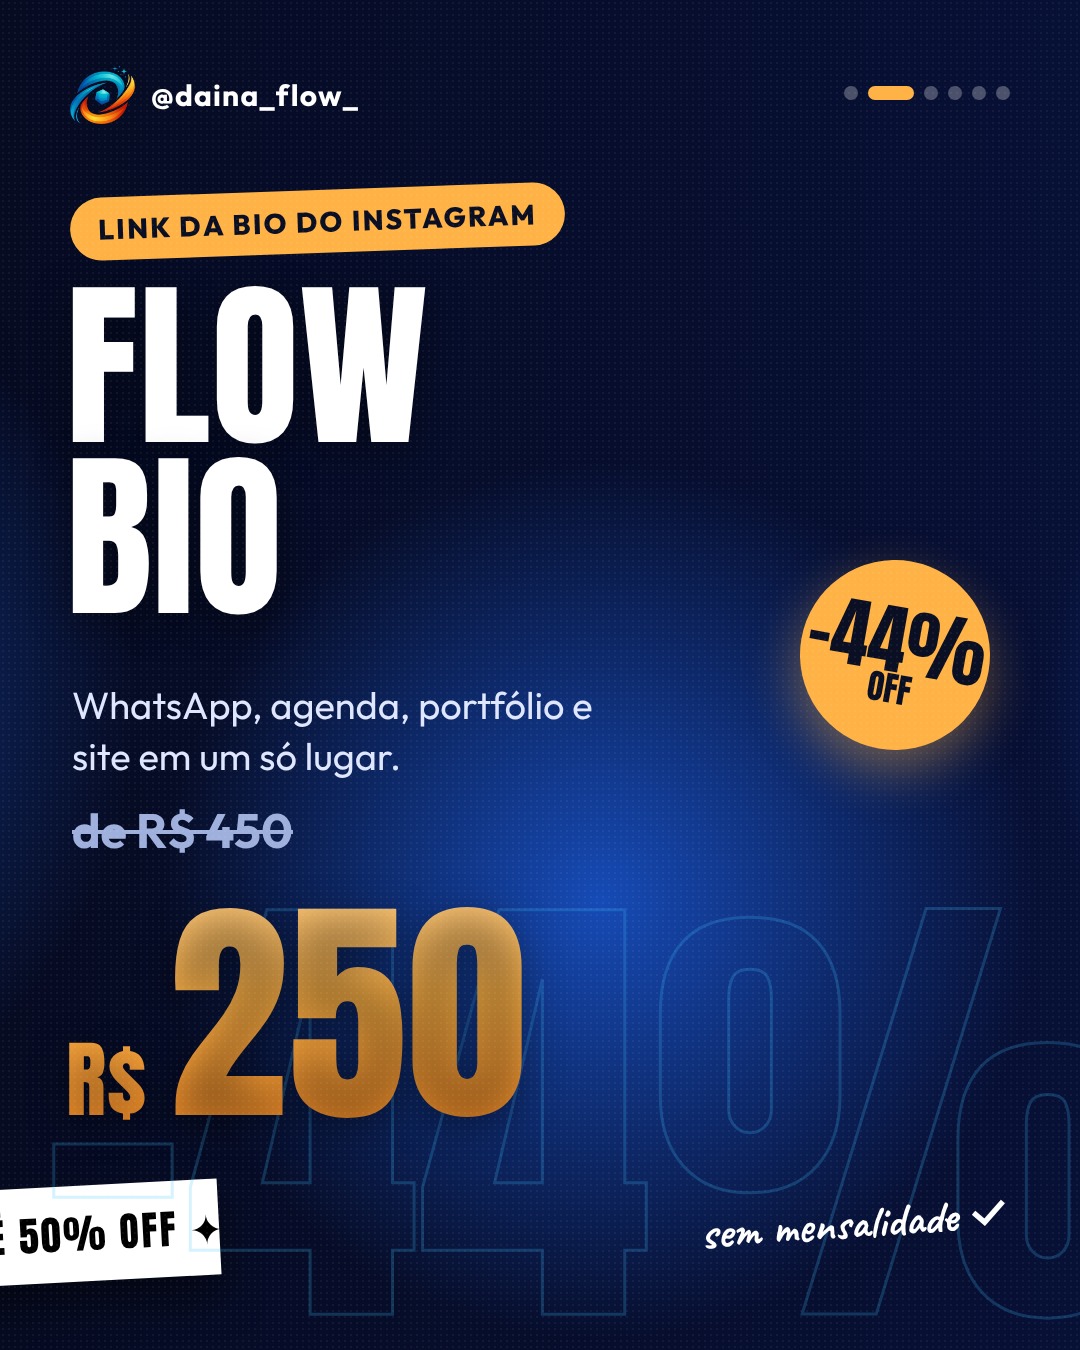 @daina_flow_
LINK DA BIO DO INSTAGRAM
FLOW
BIO
-44%
OFF
WhatsApp, agenda, portfólio e
site em um só lugar.
de R$ 450
R$ 250
-44%
50% OFF ✦
sem mensalidade ✓